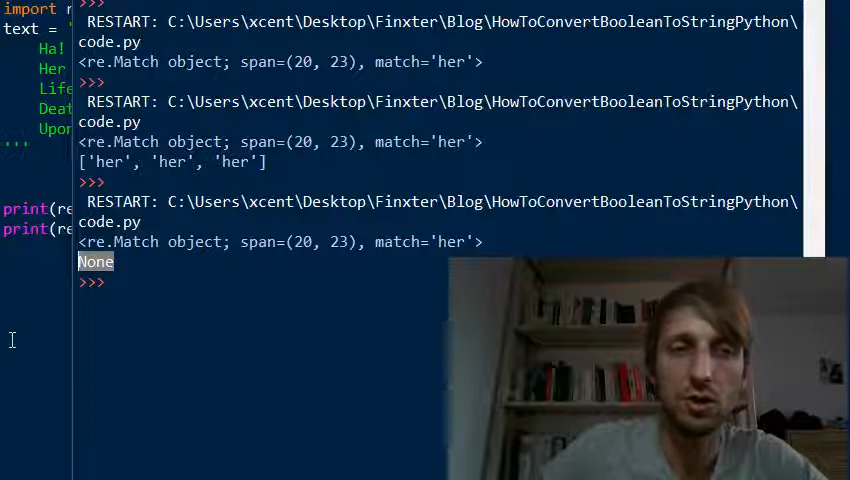 import r
text = '
Ha!
Her
Life
Deat
Upon
'''
print(re
print(re
>>>
RESTART: C:\Users\xcent\Desktop\Finxter\Blog\HowToConvertBooleanToStringPython\
code.py
<re.Match object; span=(20, 23), match='her'>
>>>
RESTART: C:\Users\xcent\Desktop\Finxter\Blog\HowToConvertBooleanToStringPython\
code.py
<re.Match object; span=(20, 23), match='her'>
['her', 'her', 'her']
>>>
RESTART: C:\Users\xcent\Desktop\Finxter\Blog\HowToConvertBooleanToStringPython\
code.py
<re.Match object; span=(20, 23), match='her'>
None
>>>